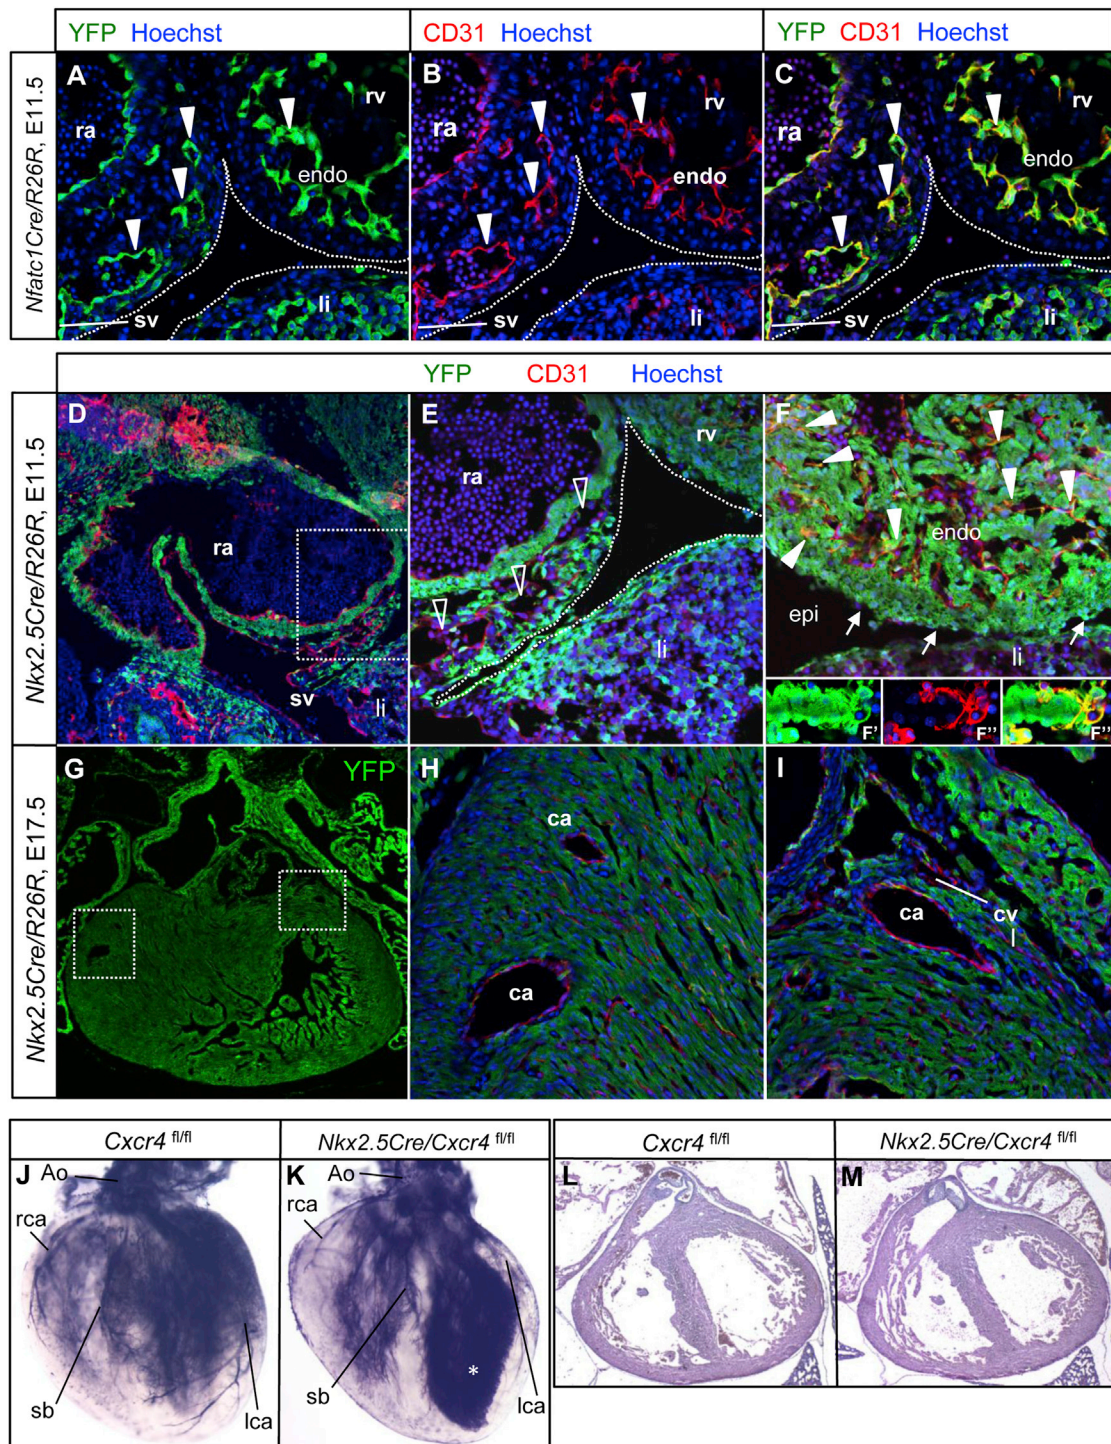 YFP Hoechst
CD31 Hoechst
YFP CD31 Hoechst
Nfatc1Cre/R26R, E11.5
A
ra
rv
endo
sv
li
B
ra
rv
endo
sv
li
C
ra
rv
endo
sv
li
YFP CD31 Hoechst
Nkx2.5Cre/R26R, E11.5
D
ra
sv
li
E
ra
rv
li
F
endo
epi
li
F'
F''
F''
Nkx2.5Cre/R26R, E17.5
G
YFP
H
ca
ca
I
ca
cv
Cxcr4 fl/fl
Nkx2.5Cre/Cxcr4 fl/fl
Cxcr4 fl/fl
Nkx2.5Cre/Cxcr4 fl/fl
J
Ao
rca
sb
lca
K
Ao
rca
lca
sb
*
L
M